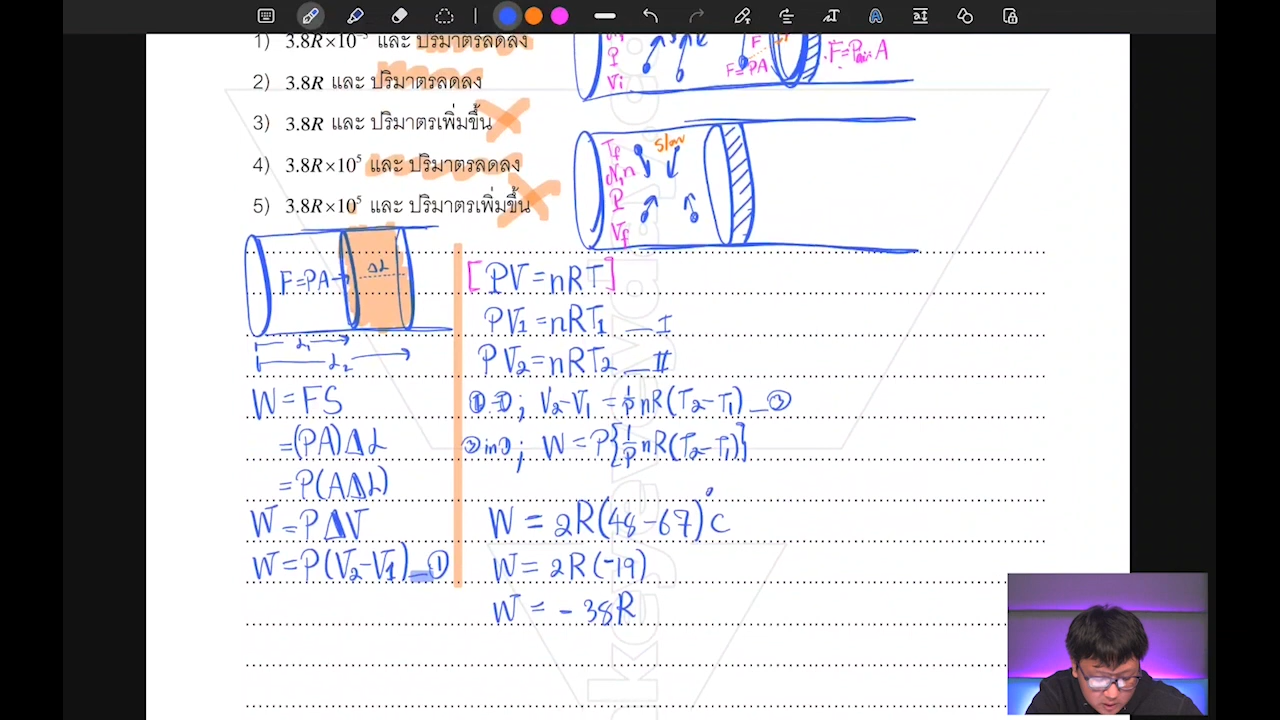 1) 3.8R×10⁻⁵ และ ปริมาตรลดลง
2) 3.8R และ ปริมาตรลดลง
3) 3.8R และ ปริมาตรเพิ่มขึ้น
4) 3.8R×10⁵ และ ปริมาตรลดลง
5) 3.8R×10⁵ และ ปริมาตรเพิ่มขึ้น
P
Vi
F
F=PA
Tf
N,n
P
Vf
Slow
F=PA
ΔL
L₁
L₂
W=FS
=(PA)ΔL
=P(AΔL)
W=PΔV
W=P(V₂-V₁)_①
[PV=nRT]
PV₁=nRT₁ _I
PV₂=nRT₂ _II
V₂-V₁ = 1/P nR(T₂-T₁) _②
② in ①; W = P{1/P nR(T₂-T₁)}
W = 2R(48-67)°C
W = 2R(-19)
W = -38R